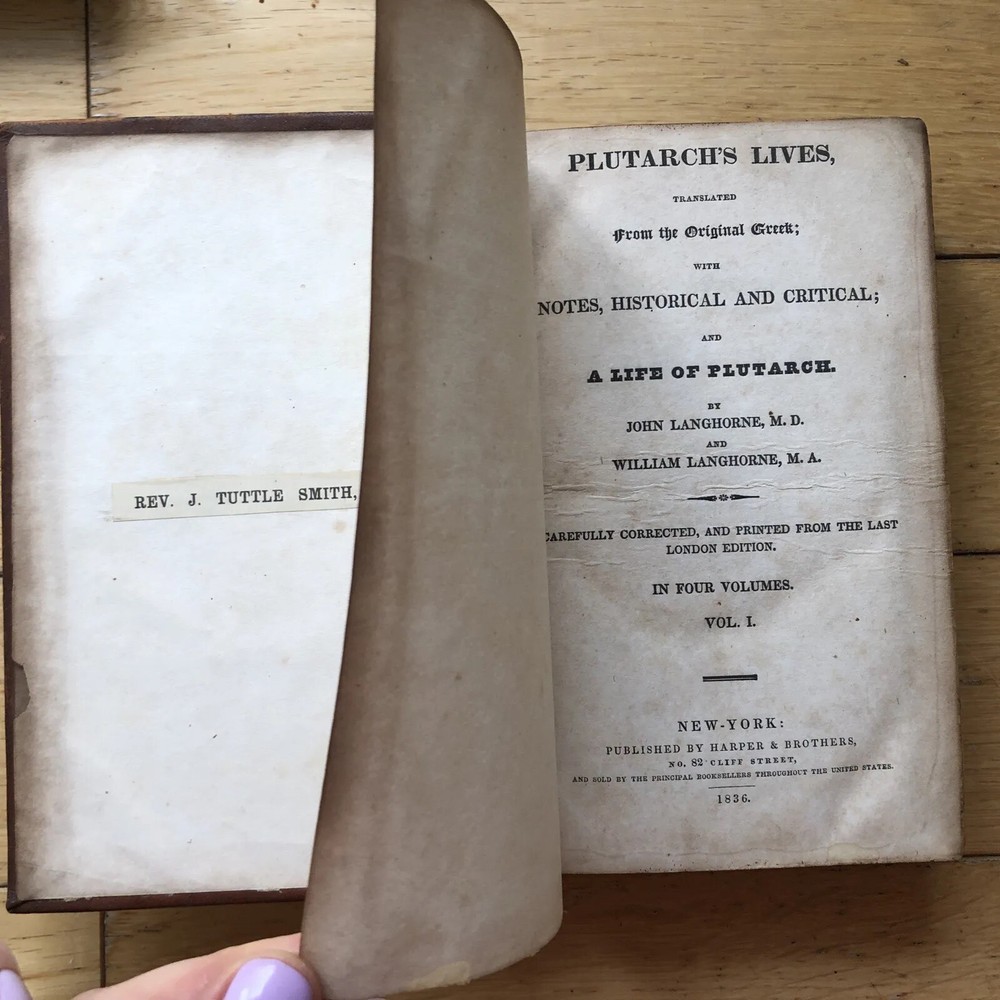 REV. J. TUTTLE SMITH,
PLUTARCH'S LIVES,
TRANSLATED
From the Original Greek;
WITH
NOTES, HISTORICAL AND CRITICAL;
AND
A LIFE OF PLUTARCH.
BY
JOHN LANGHORNE, M. D.
AND
WILLIAM LANGHORNE, M. A.
CAREFULLY CORRECTED, AND PRINTED FROM THE LAST
LONDON EDITION.
IN FOUR VOLUMES.
VOL. I.
NEW-YORK:
PUBLISHED BY HARPER & BROTHERS,
NO. 82 CLIFF STREET,
AND SOLD BY THE PRINCIPAL BOOKSELLERS THROUGHOUT THE UNITED STATES.
1836.